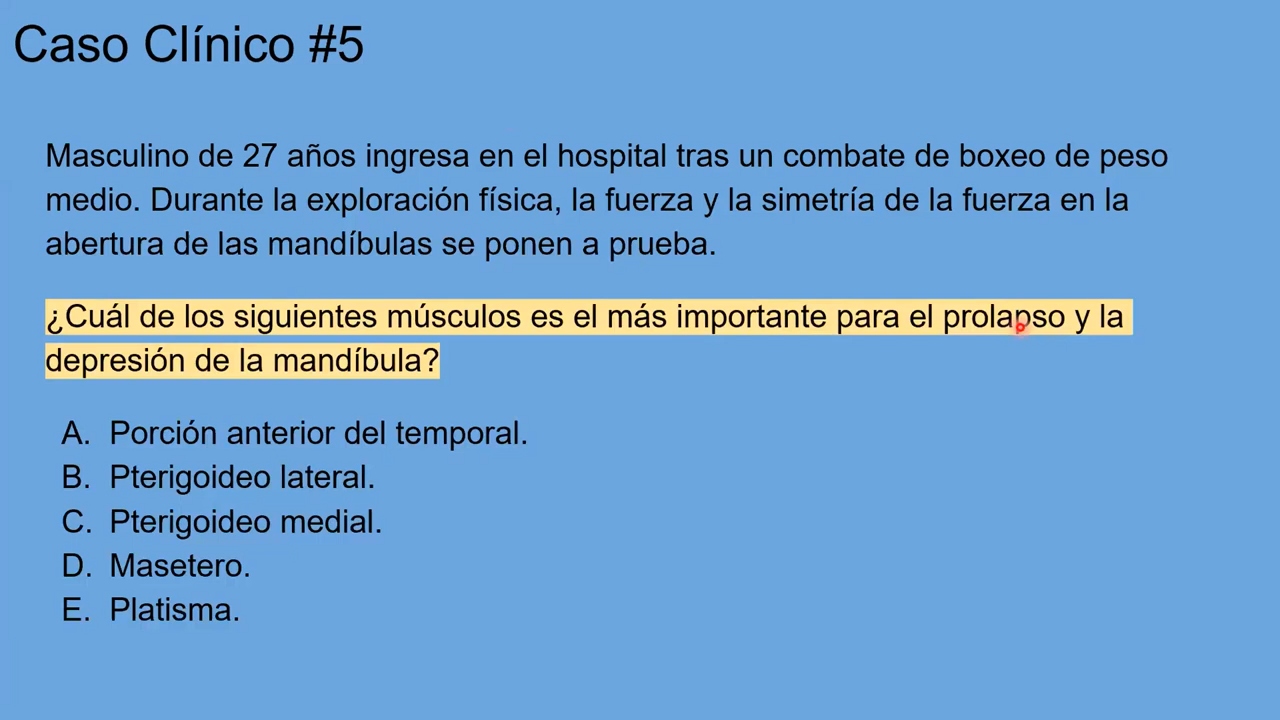 Caso Clínico #5
Masculino de 27 años ingresa en el hospital tras un combate de boxeo de peso
medio. Durante la exploración física, la fuerza y la simetría de la fuerza en la
abertura de las mandíbulas se ponen a prueba.
¿Cuál de los siguientes músculos es el más importante para el prolapso y la
depresión de la mandíbula?
A. Porción anterior del temporal.
B. Pterigoideo lateral.
C. Pterigoideo medial.
D. Masetero.
E. Platisma.